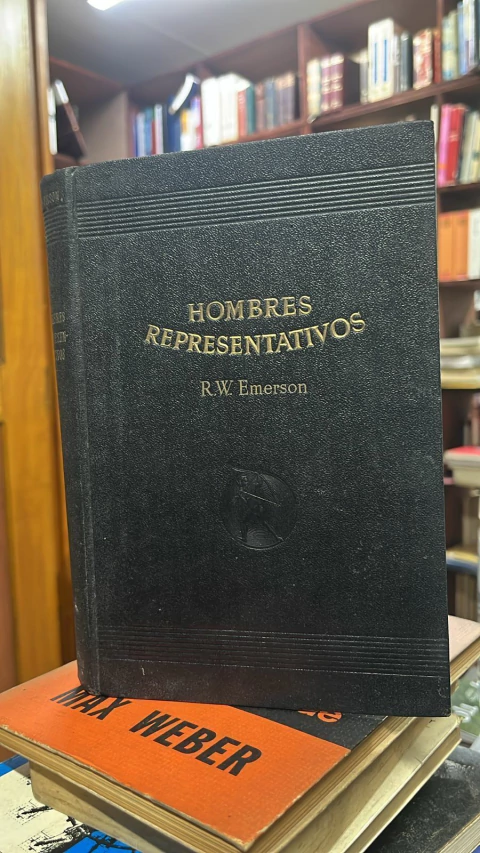 HOMBRES
REPRESENTATIVOS
R.W. Emerson
MAX WEBER